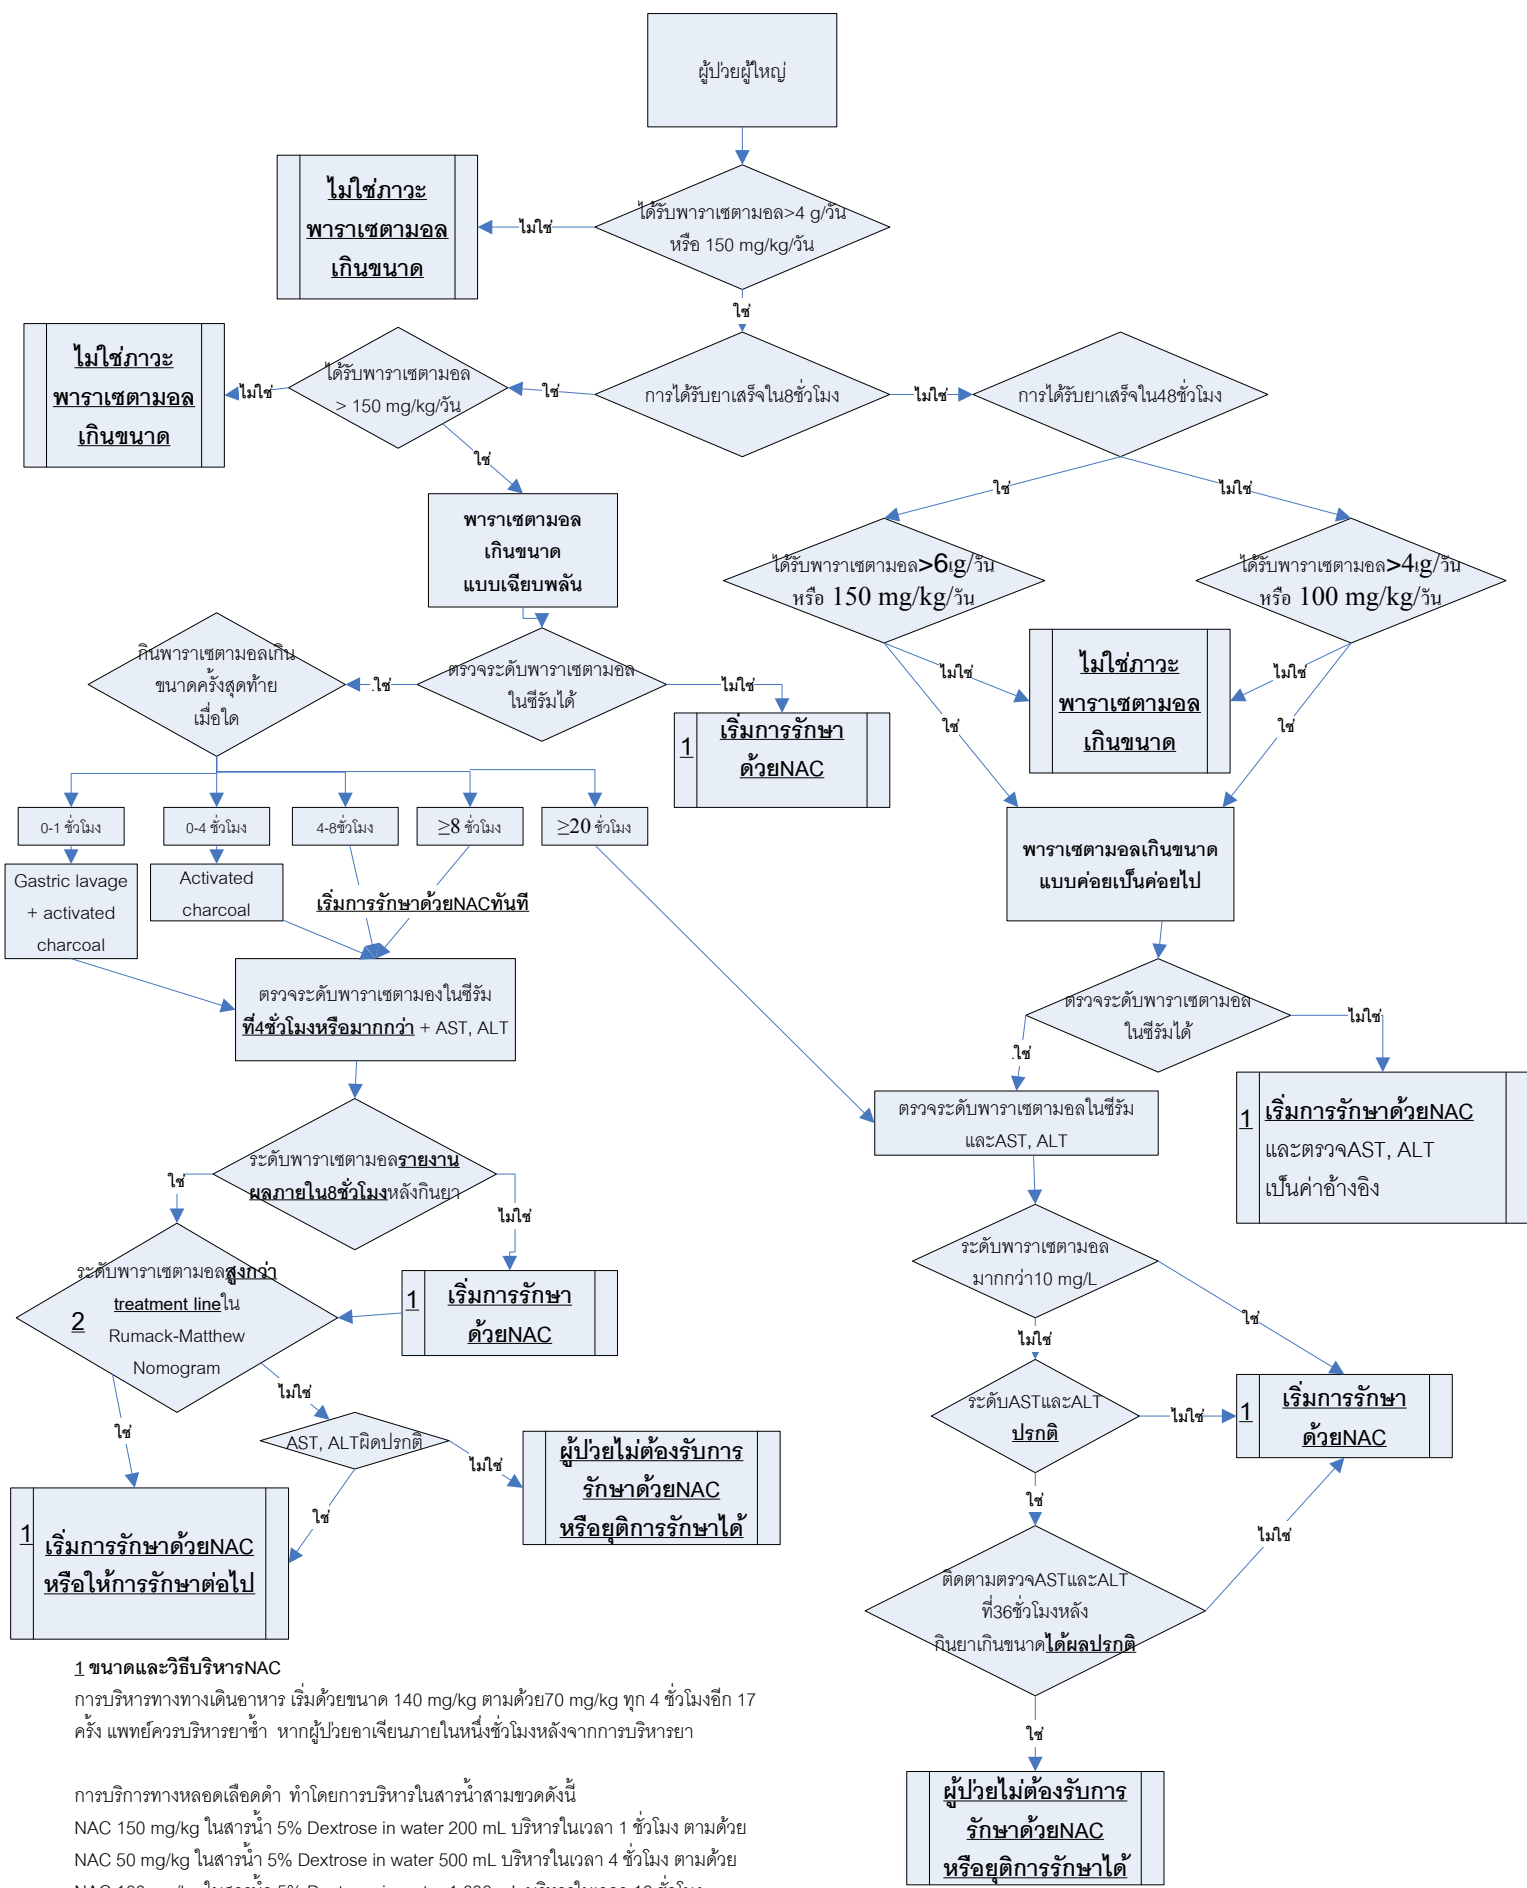 ผู้ป่วยผู้ใหญ่
ได้รับพาราเซตามอล>4 g/วัน
หรือ 150 mg/kg/วัน
ไม่ใช่
ไม่ใช่ภาวะ
พาราเซตามอล
เกินขนาด
ใช่
การได้รับยาเสร็จใน8ชั่วโมง
ใช่
ได้รับพาราเซตามอล
> 150 mg/kg/วัน
ไม่ใช่
ไม่ใช่ภาวะ
พาราเซตามอล
เกินขนาด
ไม่ใช่
การได้รับยาเสร็จใน48ชั่วโมง
ใช่
พาราเซตามอล
เกินขนาด
แบบเฉียบพลัน
ใช่
ไม่ใช่
ได้รับพาราเซตามอล>6g/วัน
หรือ 150 mg/kg/วัน
ได้รับพาราเซตามอล>4g/วัน
หรือ 100 mg/kg/วัน
ไม่ใช่
ไม่ใช่
ไม่ใช่ภาวะ
พาราเซตามอล
เกินขนาด
ใช่
ใช่
ตรวจระดับพาราเซตามอล
ในซีรัมได้
.ใช่
ไม่ใช่
1
เริ่มการรักษา
ด้วยNAC
กินพาราเซตามอลเกิน
ขนาดครั้งสุดท้าย
เมื่อใด
0-1 ชั่วโมง
0-4 ชั่วโมง
4-8ชั่วโมง
≥8 ชั่วโมง
≥20 ชั่วโมง
Gastric lavage
+ activated
charcoal
Activated
charcoal
เริ่มการรักษาด้วยNACทันที
พาราเซตามอลเกินขนาด
แบบค่อยเป็นค่อยไป
ตรวจระดับพาราเซตามองในซีรัม
ที่4ชั่วโมงหรือมากกว่า + AST, ALT
ตรวจระดับพาราเซตามอล
ในซีรัมได้
.ใช่
ไม่ใช่
1
เริ่มการรักษาด้วยNAC
และตรวจAST, ALT
เป็นค่าอ้างอิง
ตรวจระดับพาราเซตามอลในซีรัม
และAST, ALT
ระดับพาราเซตามอลรายงาน
ผลภายใน8ชั่วโมงหลังกินยา
ใช่
ไม่ใช่
1
เริ่มการรักษา
ด้วยNAC
2
ระดับพาราเซตามอลสูงกว่า
treatment lineใน
Rumack-Matthew
Nomogram
ไม่ใช่
ใช่
AST, ALTผิดปรกติ
ไม่ใช่
ใช่
ผู้ป่วยไม่ต้องรับการ
รักษาด้วยNAC
หรือยุติการรักษาได้
1
เริ่มการรักษาด้วยNAC
หรือให้การรักษาต่อไป
ระดับพาราเซตามอล
มากกว่า10 mg/L
ใช่
ไม่ใช่
ระดับASTและALT
ปรกติ
ไม่ใช่
1
เริ่มการรักษา
ด้วยNAC
ใช่
ติดตามตรวจASTและALT
ที่36ชั่วโมงหลัง
กินยาเกินขนาดได้ผลปรกติ
ไม่ใช่
ใช่
ผู้ป่วยไม่ต้องรับการ
รักษาด้วยNAC
หรือยุติการรักษาได้
1 ขนาดและวิธีบริหารNAC
การบริหารทางทางเดินอาหาร เริ่มด้วยขนาด 140 mg/kg ตามด้วย70 mg/kg ทุก 4 ชั่วโมงอีก 17
ครั้ง แพทย์ควรบริหารยาซ้ำ หากผู้ป่วยอาเจียนภายในหนึ่งชั่วโมงหลังจากการบริหารยา
การบริการทางหลอดเลือดดำ ทำโดยการบริหารในสารน้ำสามขวดดังนี้
NAC 150 mg/kg ในสารน้ำ 5% Dextrose in water 200 mL บริหารในเวลา 1 ชั่วโมง ตามด้วย
NAC 50 mg/kg ในสารน้ำ 5% Dextrose in water 500 mL บริหารในเวลา 4 ชั่วโมง ตามด้วย